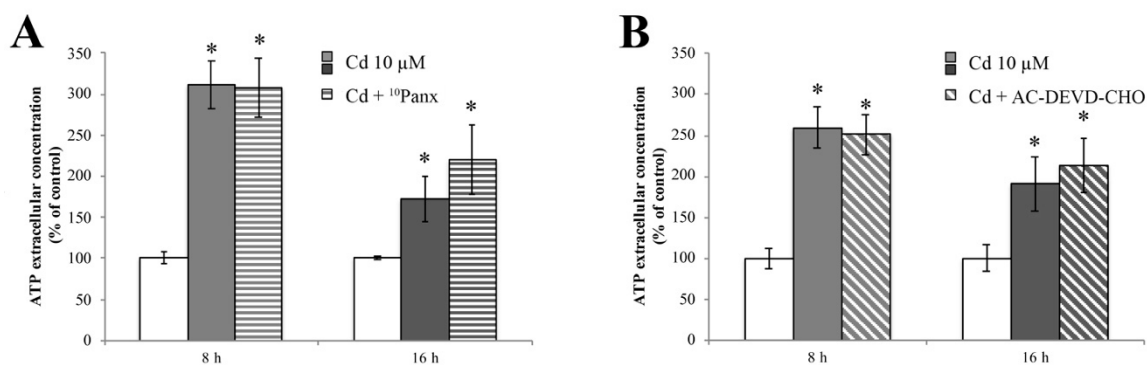 A
ATP extracellular concentration
(% of control)
350
300
250
200
150
100
50
0
* * * *
Cd 10 µM
Cd + ¹⁰Panx
8 h 16 h
B
ATP extracellular concentration
(% of control)
350
300
250
200
150
100
50
0
* * * *
Cd 10 µM
Cd + AC-DEVD-CHO
8 h 16 h